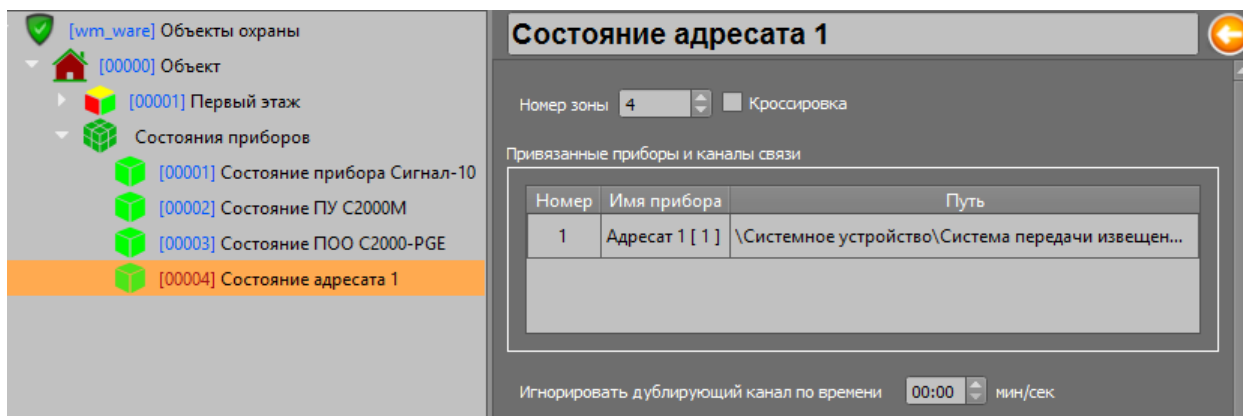 [wm_ware] Объекты охраны
[00000] Объект
[00001] Первый этаж
Состояния приборов
[00001] Состояние прибора Сигнал-10
[00002] Состояние ПУ С2000М
[00003] Состояние ПОО С2000-PGE
[00004] Состояние адресата 1
Состояние адресата 1
Номер зоны 4 Кроссировка
Привязанные приборы и каналы связи
Номер Имя прибора Путь
1 Адресат 1 [ 1 ] \Системное устройство\Система передачи извещен...
Игнорировать дублирующий канал по времени 00:00 мин/сек